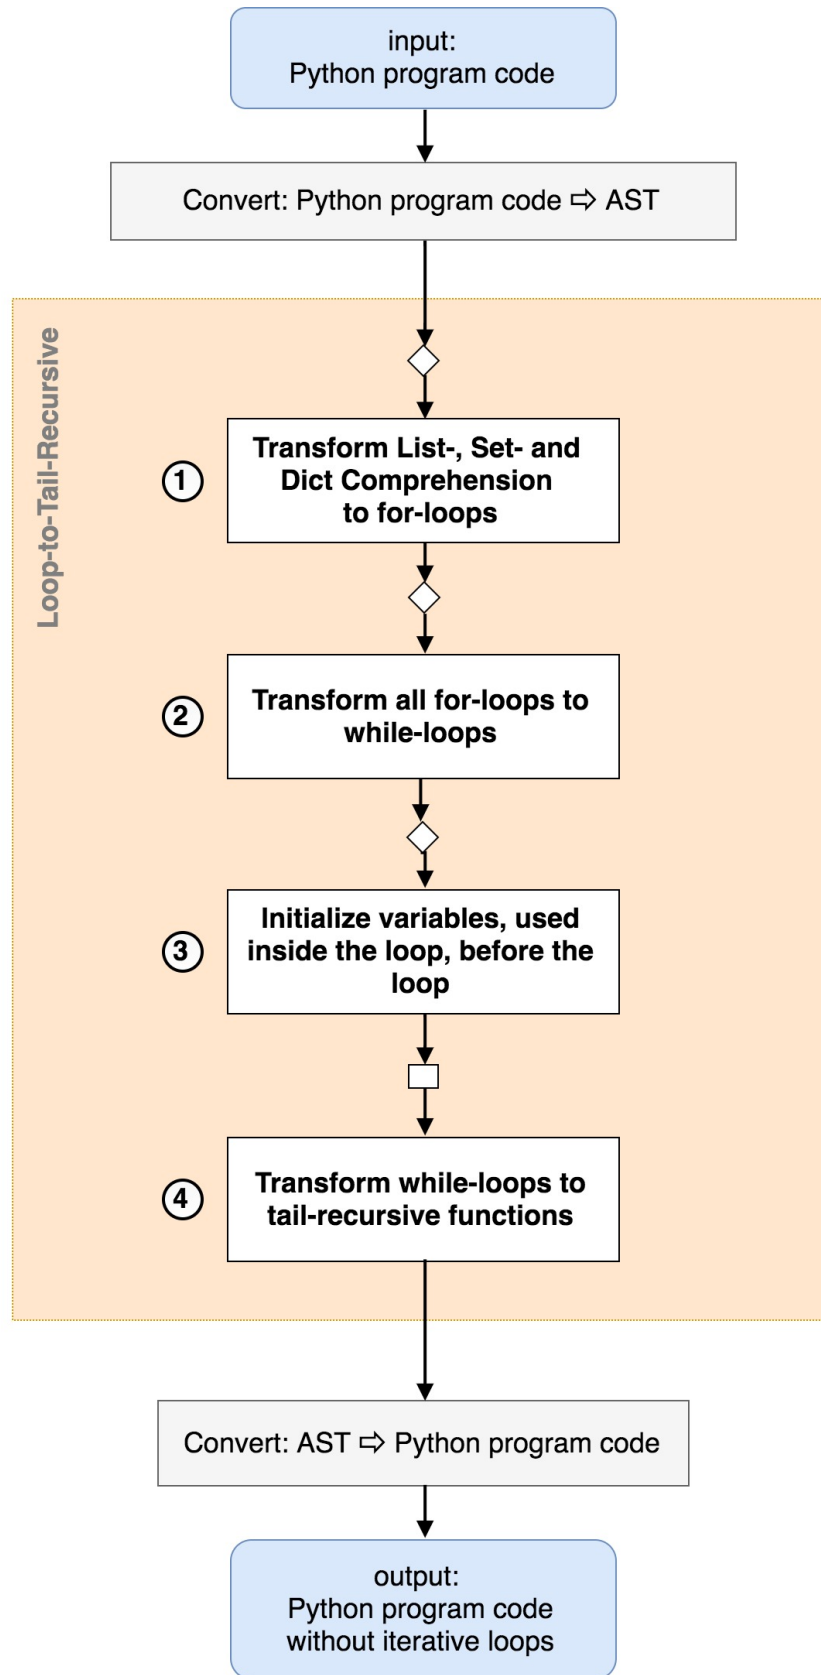 input:
Python program code
Convert: Python program code ⇨ AST
Loop-to-Tail-Recursive
1
Transform List-, Set- and
Dict Comprehension
to for-loops
2
Transform all for-loops to
while-loops
3
Initialize variables, used
inside the loop, before the
loop
4
Transform while-loops to
tail-recursive functions
Convert: AST ⇨ Python program code
output:
Python program code
without iterative loops